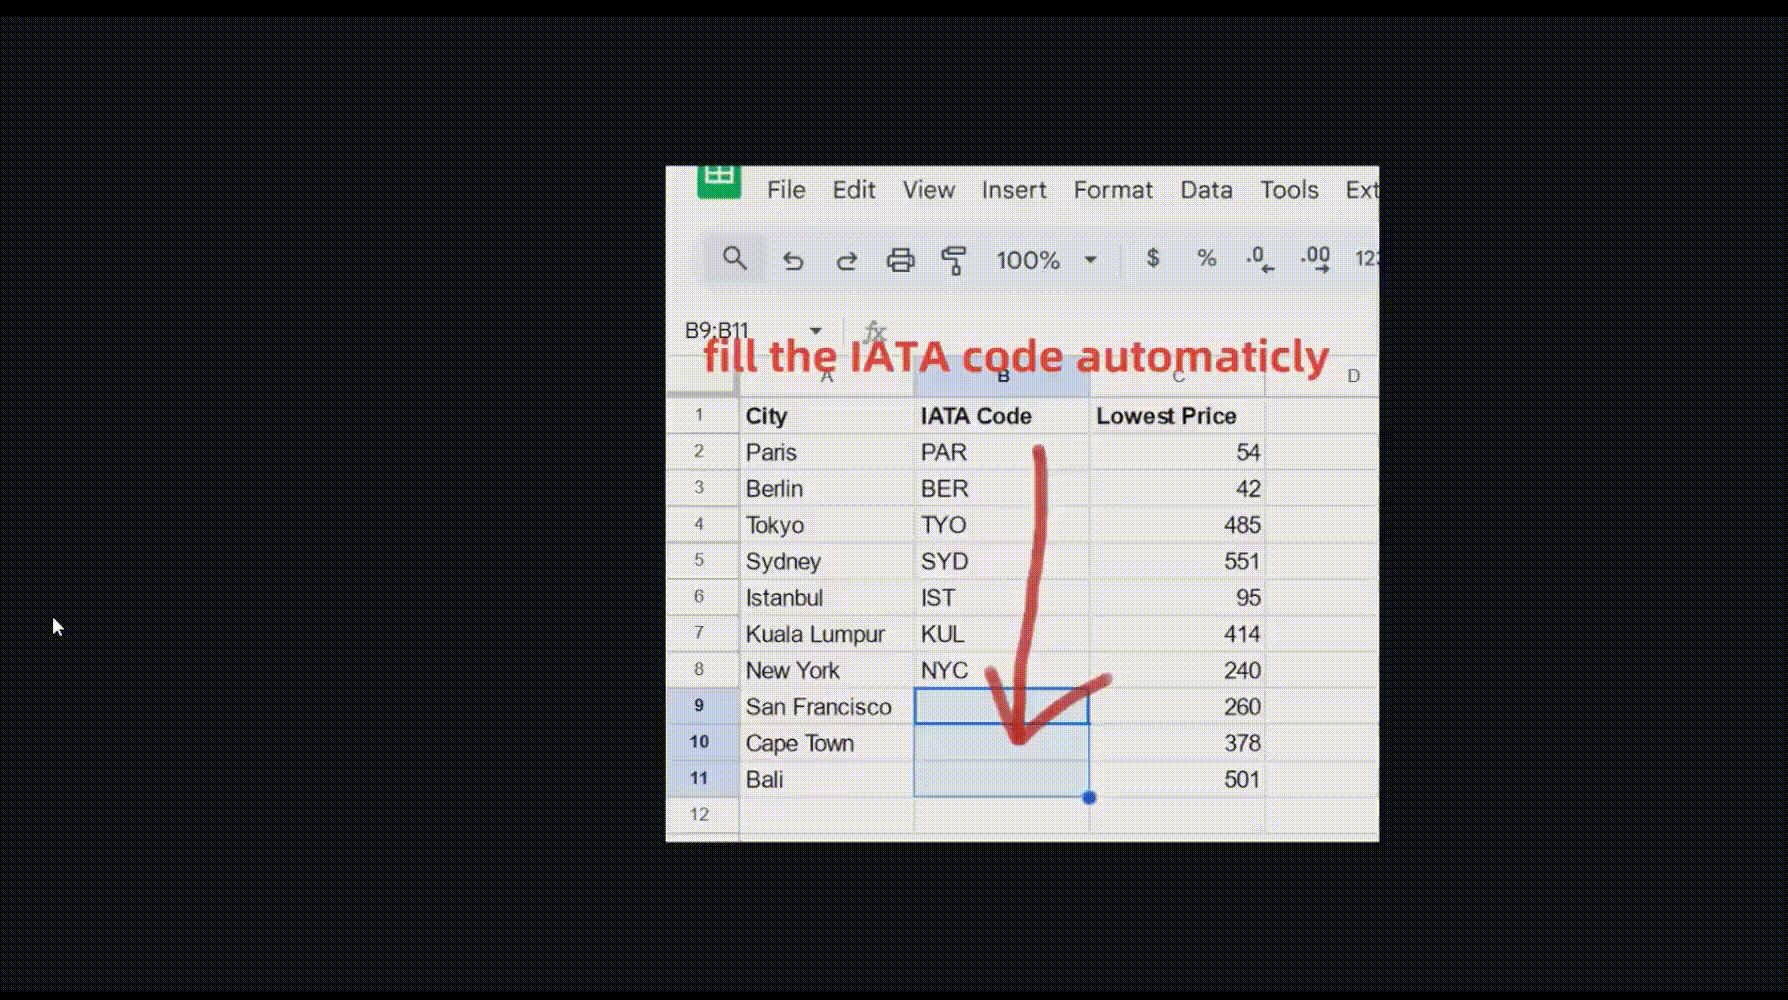 File Edit View Insert Format Data Tools Ext
100% $ % .0 .00 123
B9:B11 fx
fill the IATA code automaticly
A B C D
1 City IATA Code Lowest Price
2 Paris PAR 54
3 Berlin BER 42
4 Tokyo TYO 485
5 Sydney SYD 551
6 Istanbul IST 95
7 Kuala Lumpur KUL 414
8 New York NYC 240
9 San Francisco 260
10 Cape Town 378
11 Bali 501
12